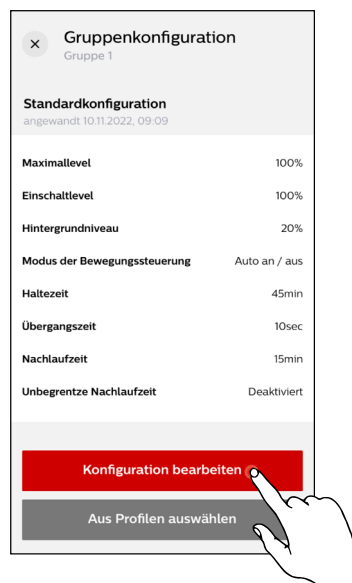 Gruppenkonfiguration
Gruppe 1
Standardkonfiguration
angewandt 10.11.2022, 09:09
Maximallevel 100%
Einschaltlevel 100%
Hintergrundniveau 20%
Modus der Bewegungssteuerung Auto an / aus
Haltezeit 45min
Übergangszeit 10sec
Nachlaufzeit 15min
Unbegrentze Nachlaufzeit Deaktiviert
Konfiguration bearbeiten
Aus Profilen auswählen